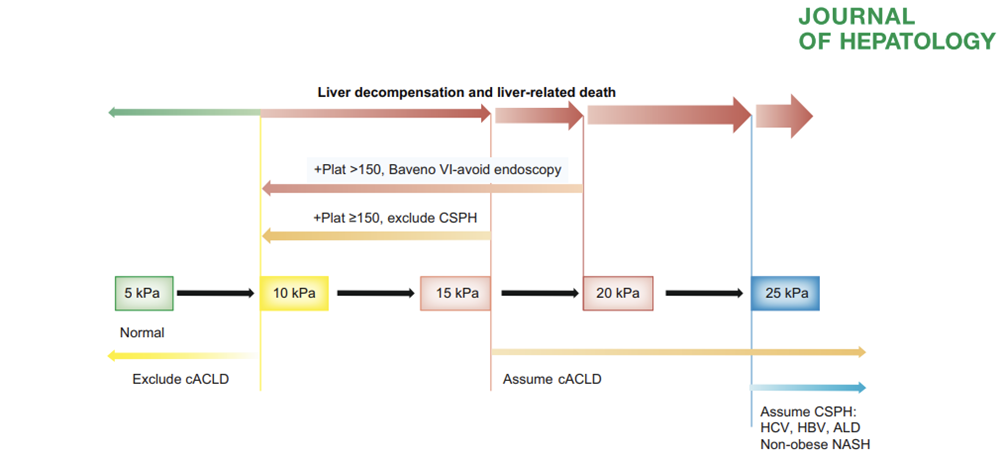 JOURNAL
OF HEPATOLOGY
Liver decompensation and liver-related death
+Plat >150, Baveno VI-avoid endoscopy
+Plat ≥150, exclude CSPH
5 kPa
10 kPa
15 kPa
20 kPa
25 kPa
Normal
Exclude cACLD
Assume cACLD
Assume CSPH:
HCV, HBV, ALD
Non-obese NASH